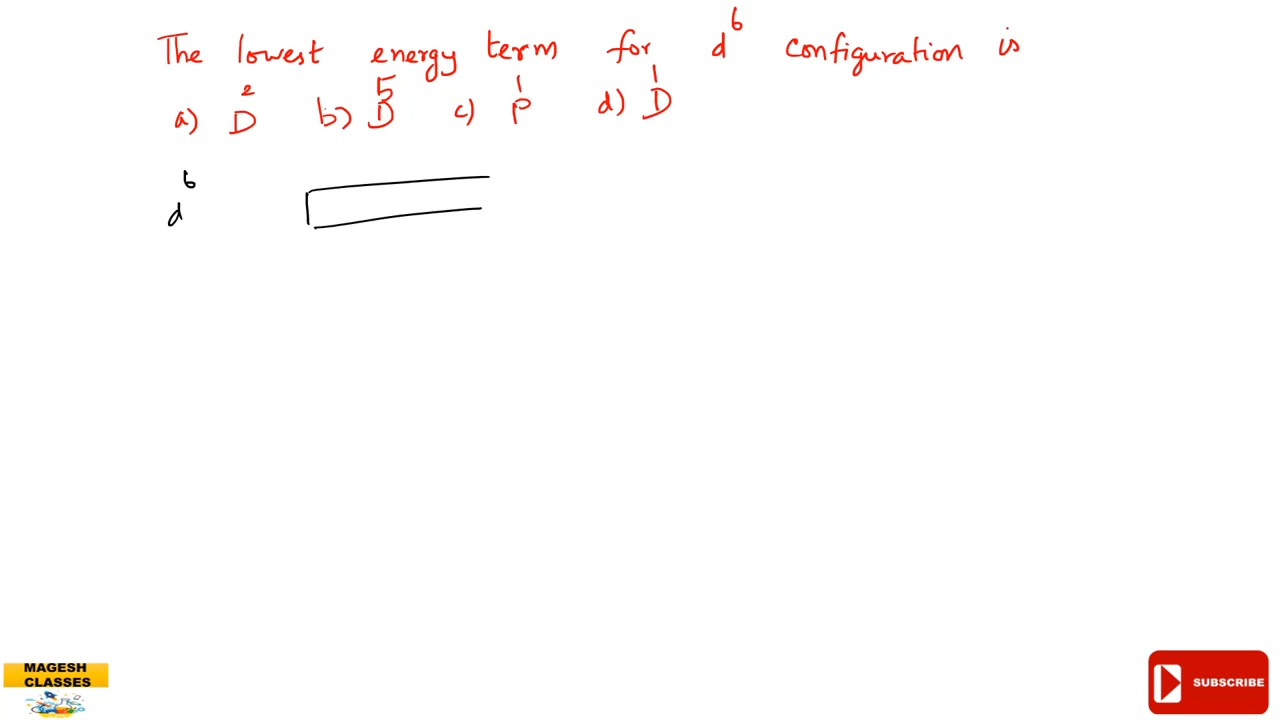 The lowest energy term for d⁶ configuration is
a) ²D b) ⁵D c) ¹P d) ¹D
d⁶
MAGESH
CLASSES
SUBSCRIBE